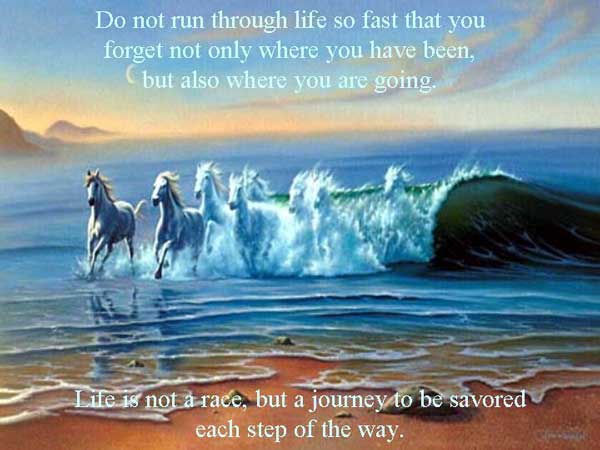 Do not run through life so fast that you
forget not only where you have been,
but also where you are going.
Life is not a race, but a journey to be savored
each step of the way.